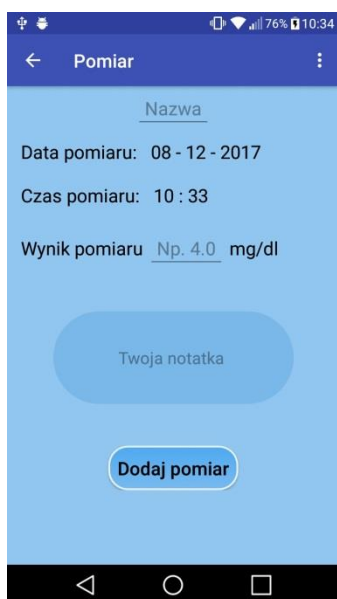 76% 10:34
Pomiar
Nazwa
Data pomiaru: 08 - 12 - 2017
Czas pomiaru: 10 : 33
Wynik pomiaru Np. 4.0 mg/dl
Twoja notatka
Dodaj pomiar